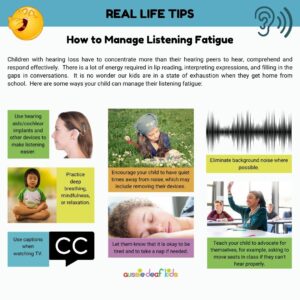 REAL LIFE TIPS
How to Manage Listening Fatigue
Children with hearing loss have to concentrate more than their hearing peers to hear, comprehend and
respond effectively. There is a lot of energy required in lip reading, interpreting expressions, and filling in the
gaps in conversations. It is no wonder our kids are in a state of exhaustion when they get home from
school. Here are some ways your child can manage their listening fatigue:
Use hearing
aids/cochlear
implants and
other devices
to make listening
easier.
Practice
deep
breathing,
mindfulness,
or relaxation.
Use captions
when
watching TV.
CC
Encourage your child to have quiet
times away from noise, which may
include removing their devices.
Let them know that it is okay to be
tired and to take a nap if needed.
Eliminate background noise where
possible.
Teach your child to advocate for
themselves, for example, asking to
move seats in class if they can't
hear properly.
aussie deaf kids